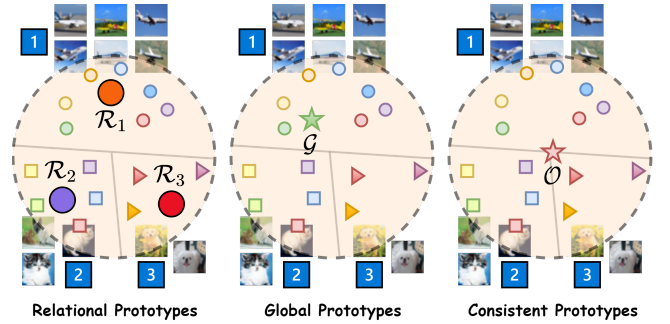 1
R₁
R₂
R₃
2
3
Relational Prototypes
1
G
2
3
Global Prototypes
1
O
2
3
Consistent Prototypes